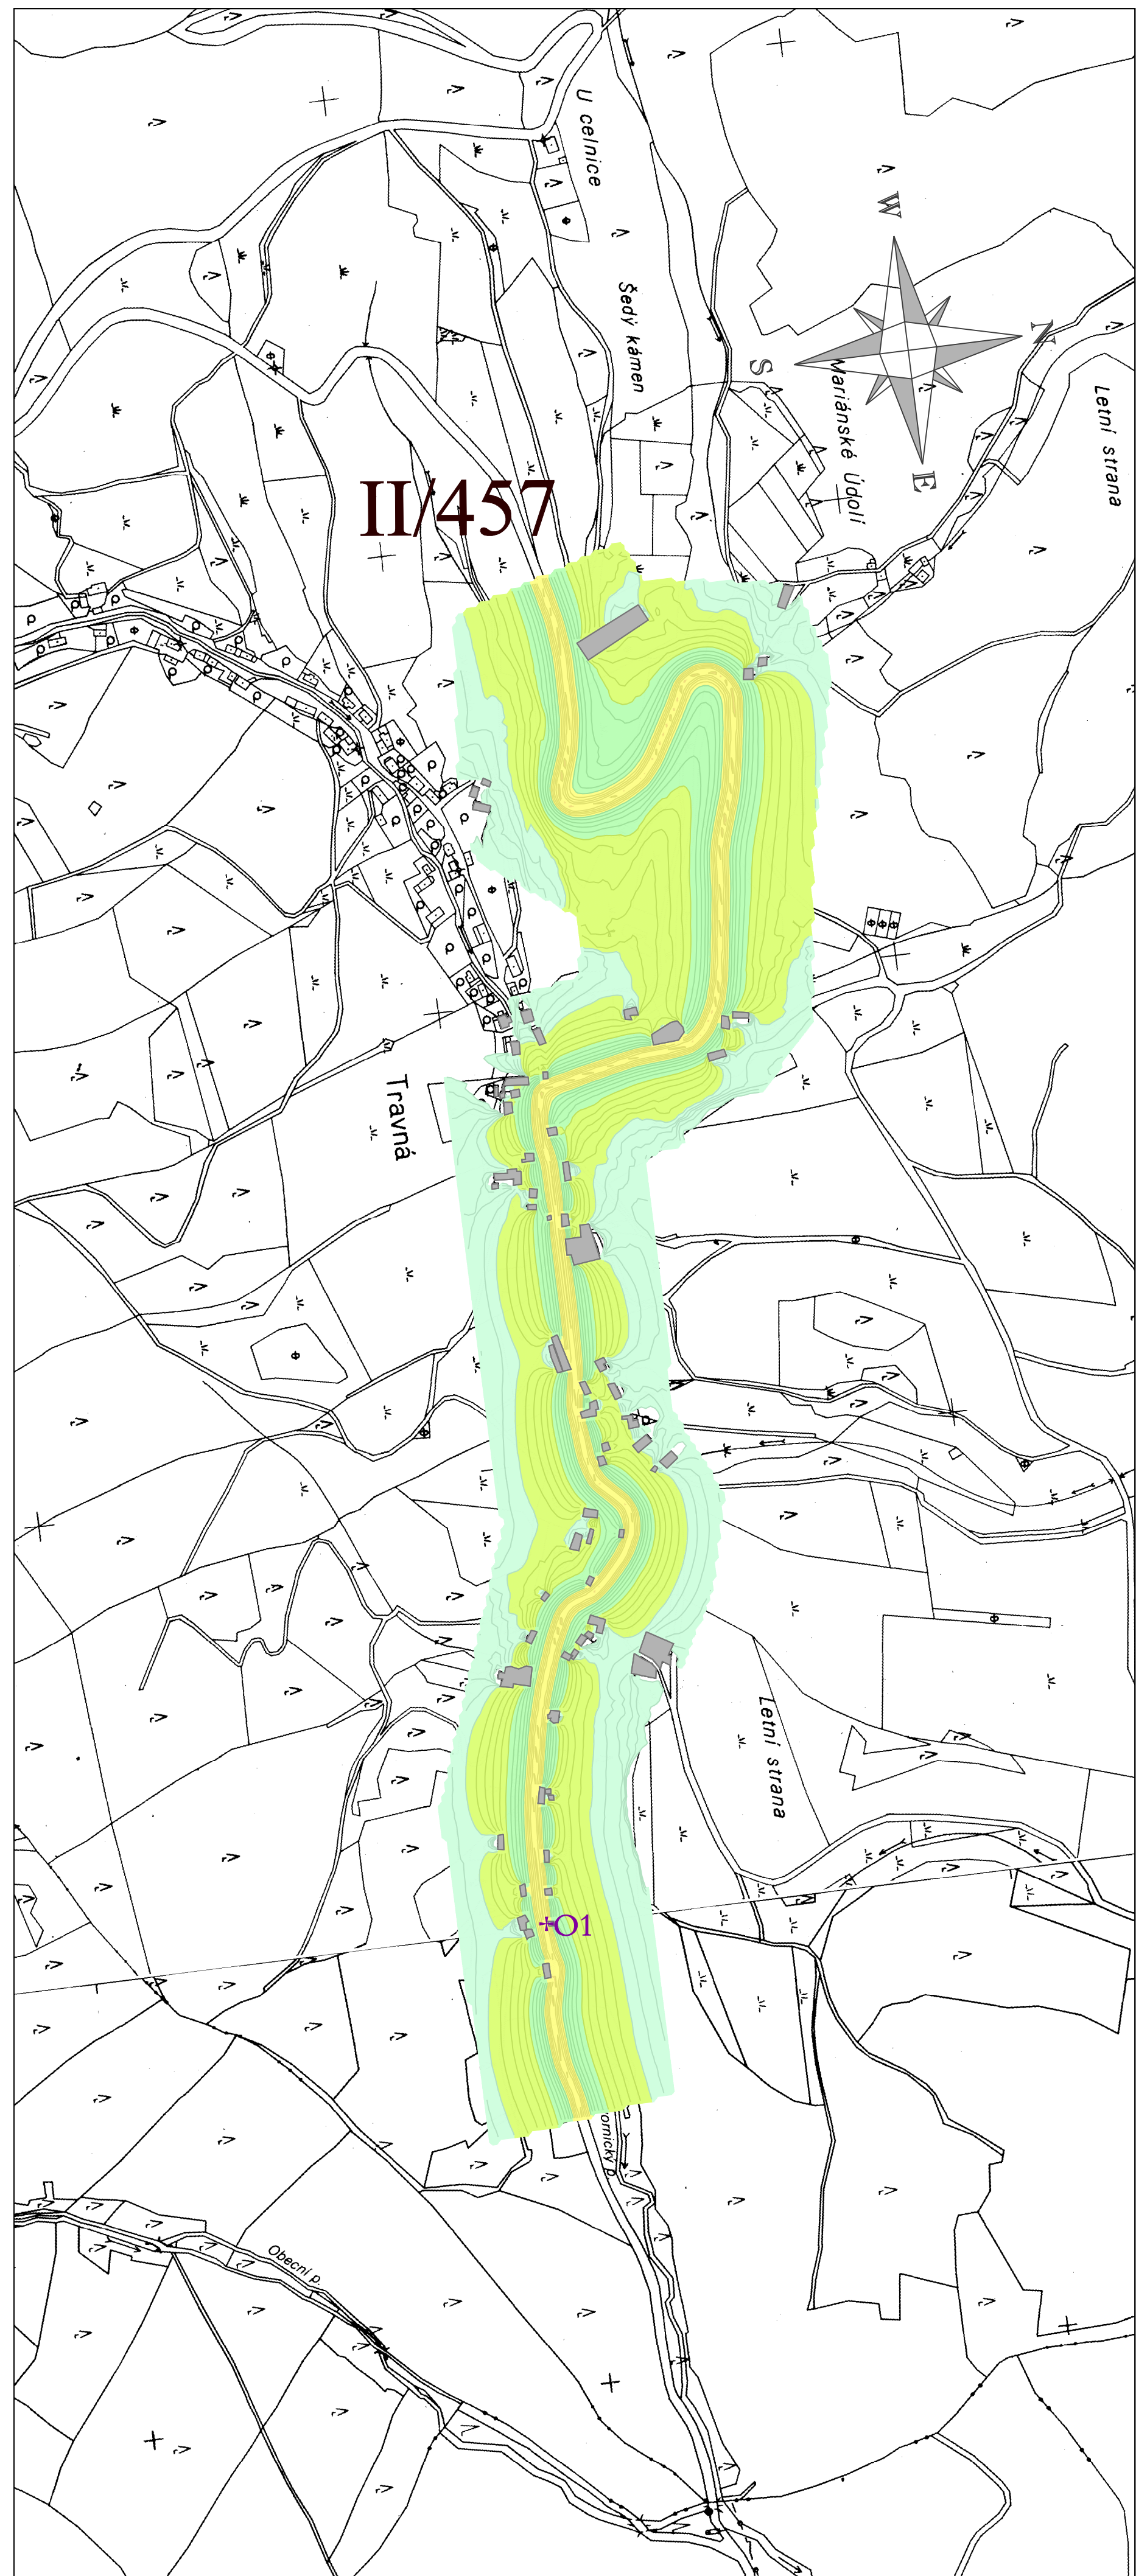 U celnice
W
Šedý kámen
N
S
Mariánské Údolí
Letní strana
E
II/457
Travná
Letní strana
O1
Obecní p.